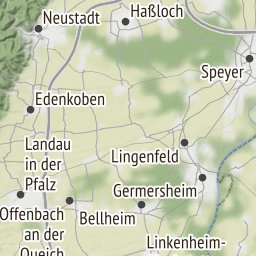 Neustadt
Haßloch
Speyer
Edenkoben
Landau
in der
Pfalz
Lingenfeld
Germersheim
Offenbach
an der
Queich
Bellheim
Linkenheim-